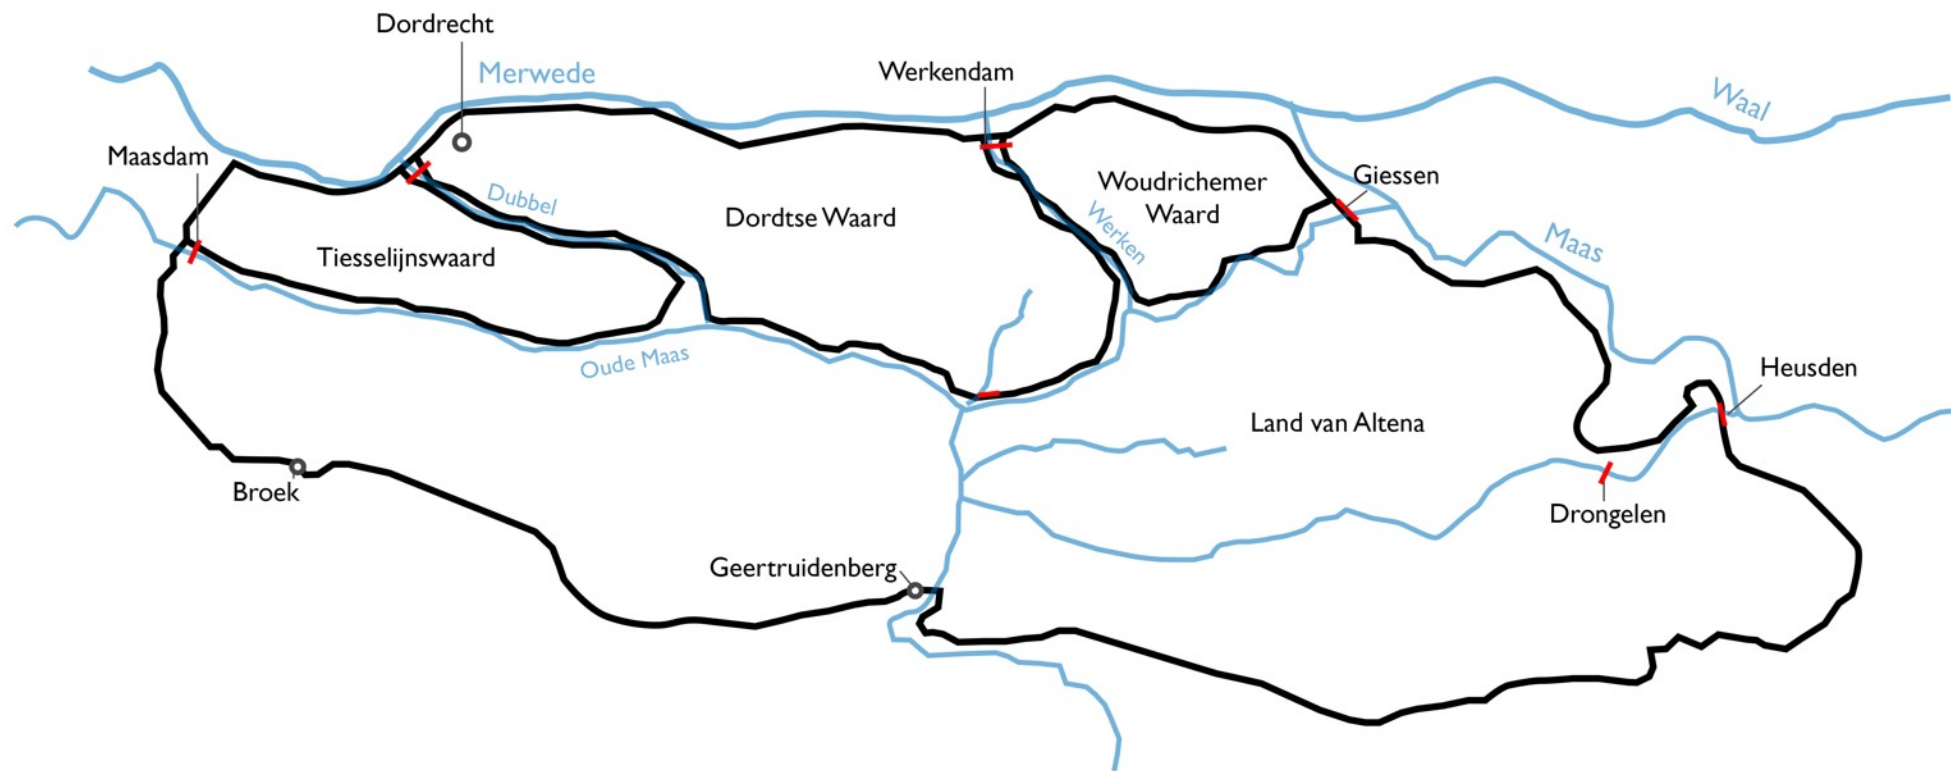 Dordrecht
Merwede
Werkendam
Waal
Maasdam
Giessen
Dubbel
Woudrichemer
Waard
Dordtse Waard
Werken
Maas
Tiesselijnswaard
Oude Maas
Heusden
Land van Altena
Broek
Drongelen
Geertruidenberg